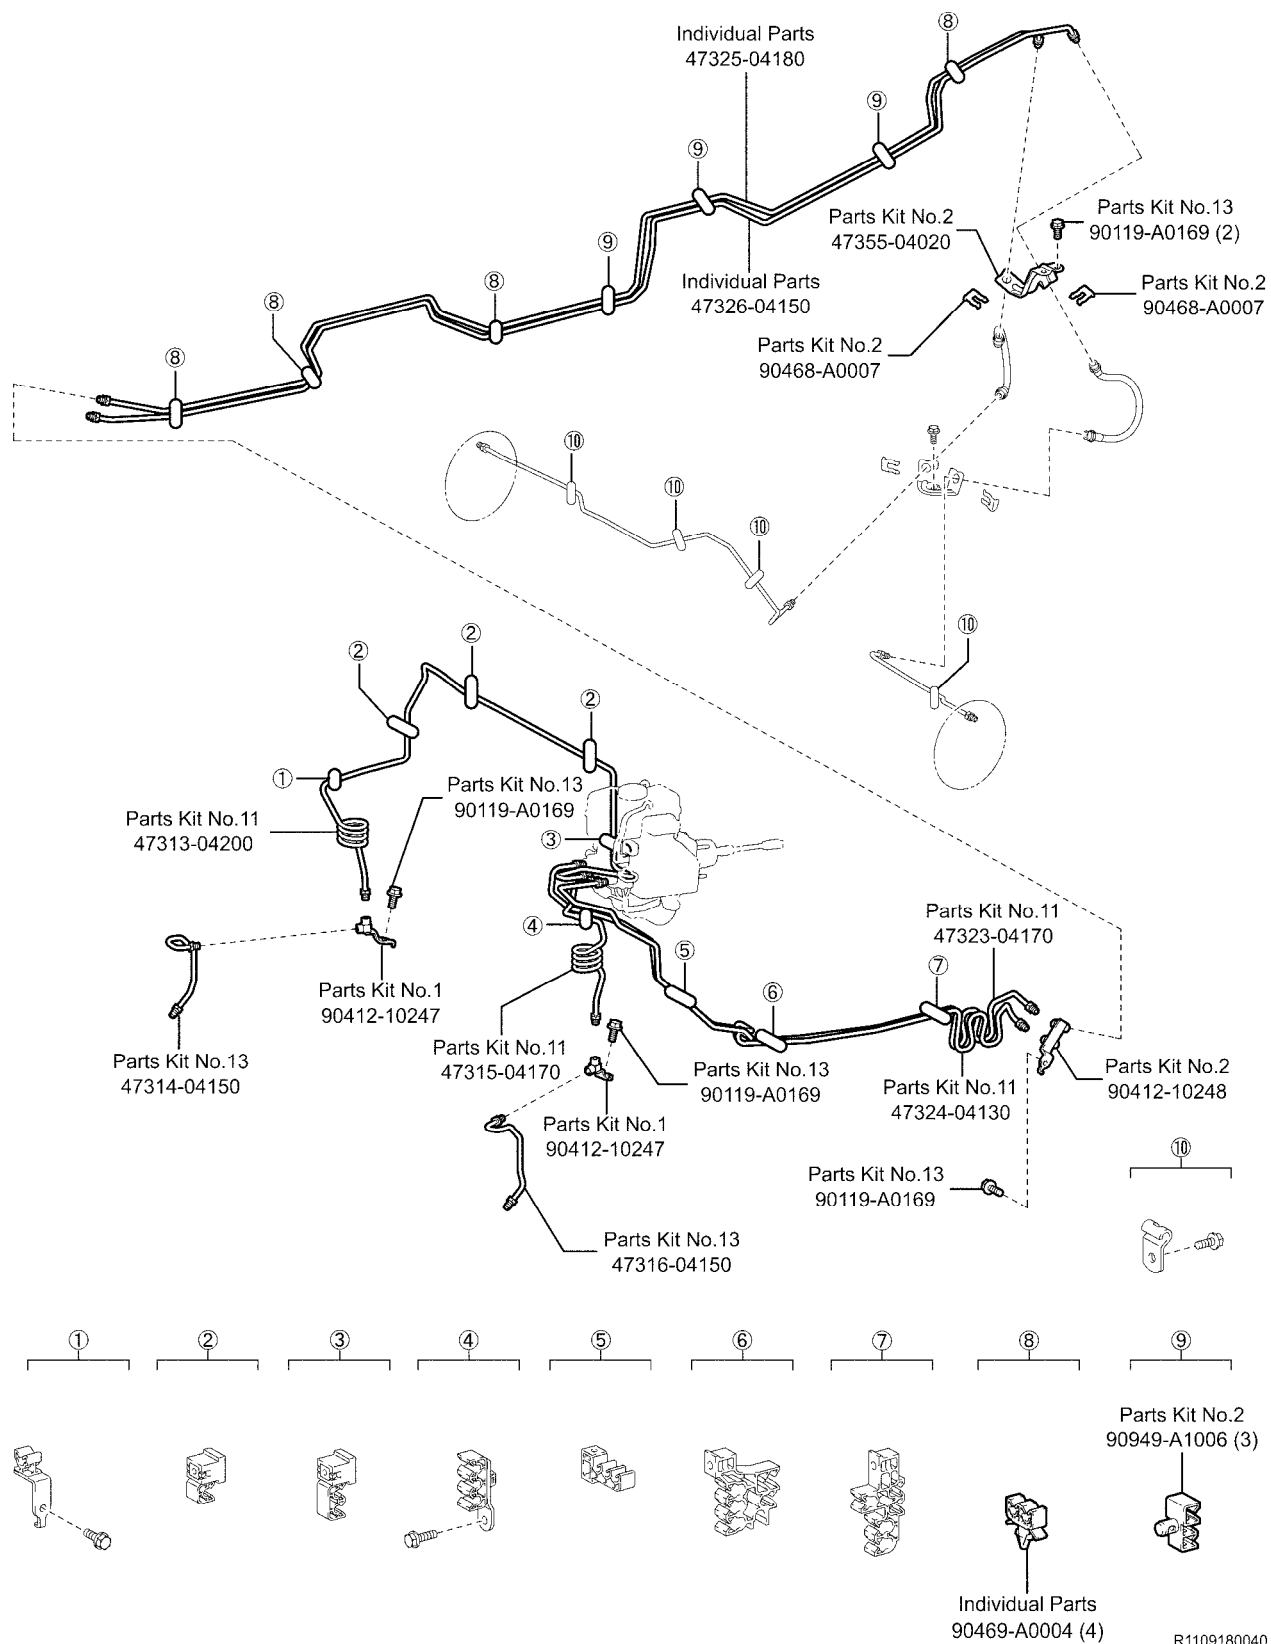 Individual Parts
47325-04180
⑧
⑨
⑨
Parts Kit No.2
47355-04020
Parts Kit No.13
90119-A0169 (2)
⑨
⑧
⑧
Individual Parts
47326-04150
Parts Kit No.2
90468-A0007
Parts Kit No.2
90468-A0007
⑧
⑩
⑩
⑩
⑩
②
②
②
①
Parts Kit No.13
90119-A0169
Parts Kit No.11
47313-04200
③
④
Parts Kit No.11
47323-04170
⑤
⑦
⑥
Parts Kit No.1
90412-10247
Parts Kit No.13
47314-04150
Parts Kit No.11
47315-04170
Parts Kit No.13
90119-A0169
Parts Kit No.11
47324-04130
Parts Kit No.2
90412-10248
Parts Kit No.1
90412-10247
Parts Kit No.13
90119-A0169
⑩
Parts Kit No.13
47316-04150
①
②
③
④
⑤
⑥
⑦
⑧
⑨
Parts Kit No.2
90949-A1006 (3)
Individual Parts
90469-A0004 (4)
R1109180040